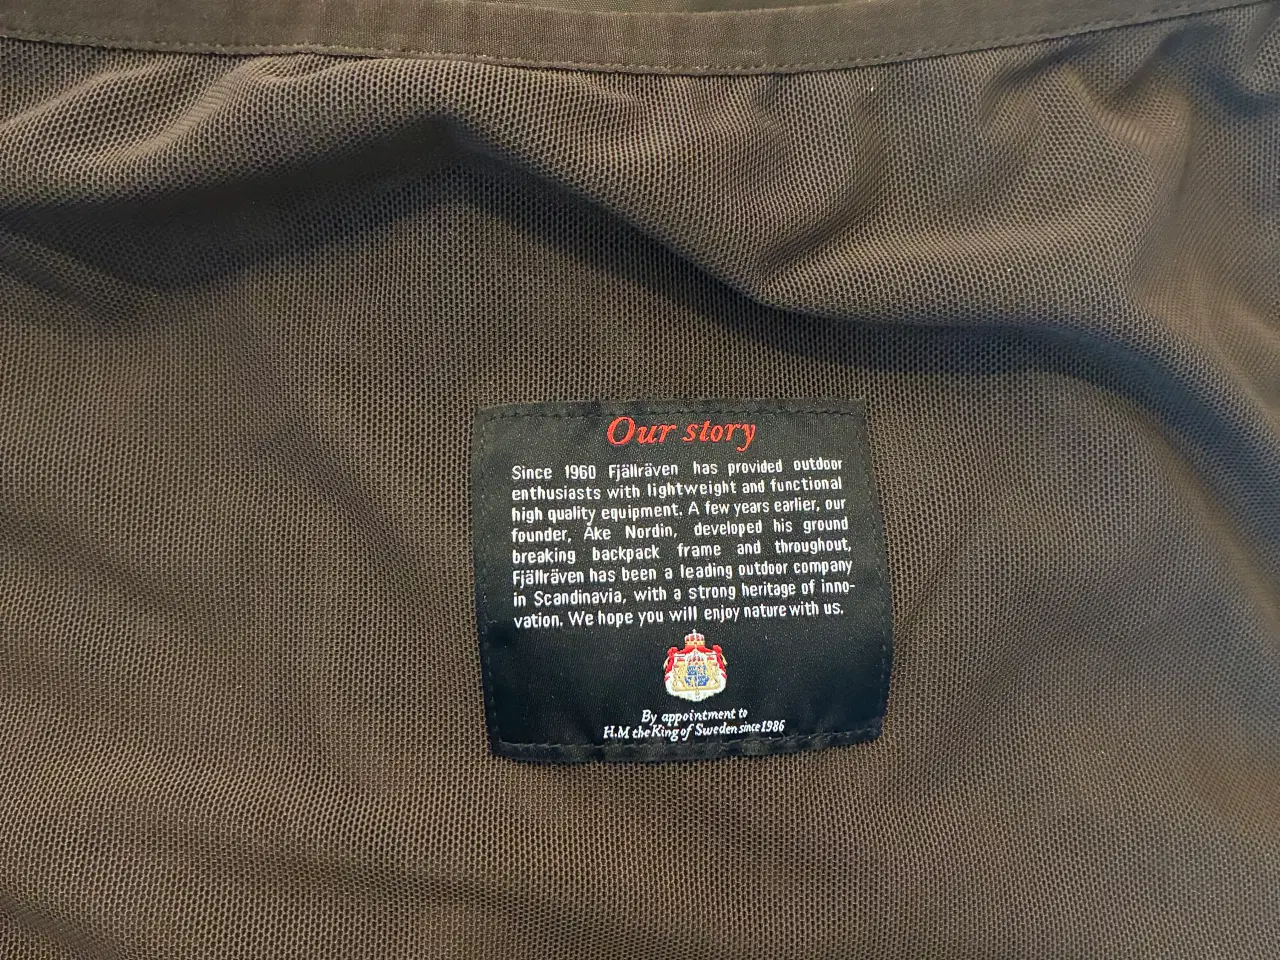 Our story
Since 1960 Fjällräven has provided outdoor
enthusiasts with lightweight and functional
high quality equipment. A few years earlier, our
founder, Åke Nordin, developed his ground
breaking backpack frame and throughout,
Fjällräven has been a leading outdoor company
in Scandinavia, with a strong heritage of inno-
vation. We hope you will enjoy nature with us.
By appointment to
H.M the King of Sweden since 1986